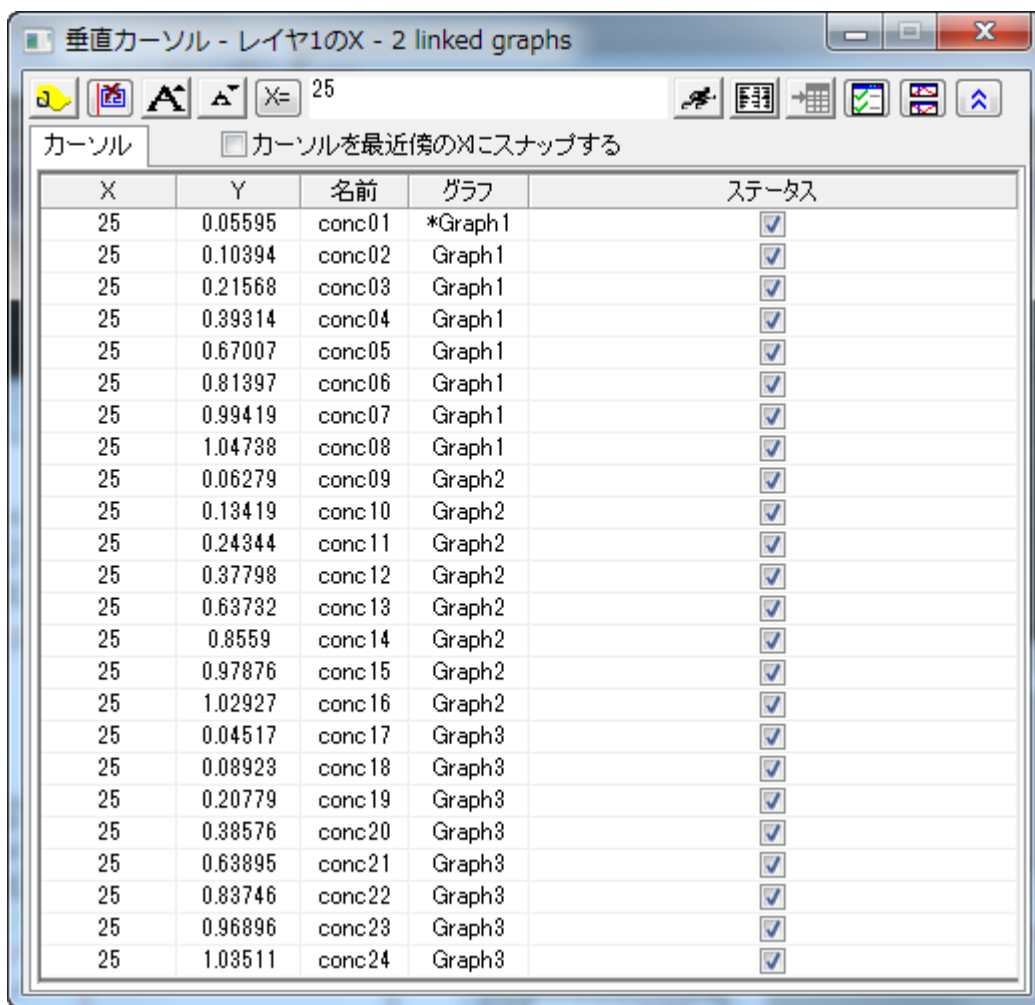 垂直カーソル - レイヤ1のX - 2 linked graphs
X= 25
カーソル カーソルを最近傍のXにスナップする
X Y 名前 グラフ ステータス
25 0.05595 conc01 *Graph1
25 0.10394 conc02 Graph1
25 0.21568 conc03 Graph1
25 0.39314 conc04 Graph1
25 0.67007 conc05 Graph1
25 0.81397 conc06 Graph1
25 0.99419 conc07 Graph1
25 1.04738 conc08 Graph1
25 0.06279 conc09 Graph2
25 0.13419 conc10 Graph2
25 0.24344 conc11 Graph2
25 0.37798 conc12 Graph2
25 0.63732 conc13 Graph2
25 0.8559 conc14 Graph2
25 0.97876 conc15 Graph2
25 1.02927 conc16 Graph2
25 0.04517 conc17 Graph3
25 0.08923 conc18 Graph3
25 0.20779 conc19 Graph3
25 0.38576 conc20 Graph3
25 0.63895 conc21 Graph3
25 0.83746 conc22 Graph3
25 0.96896 conc23 Graph3
25 1.03511 conc24 Graph3